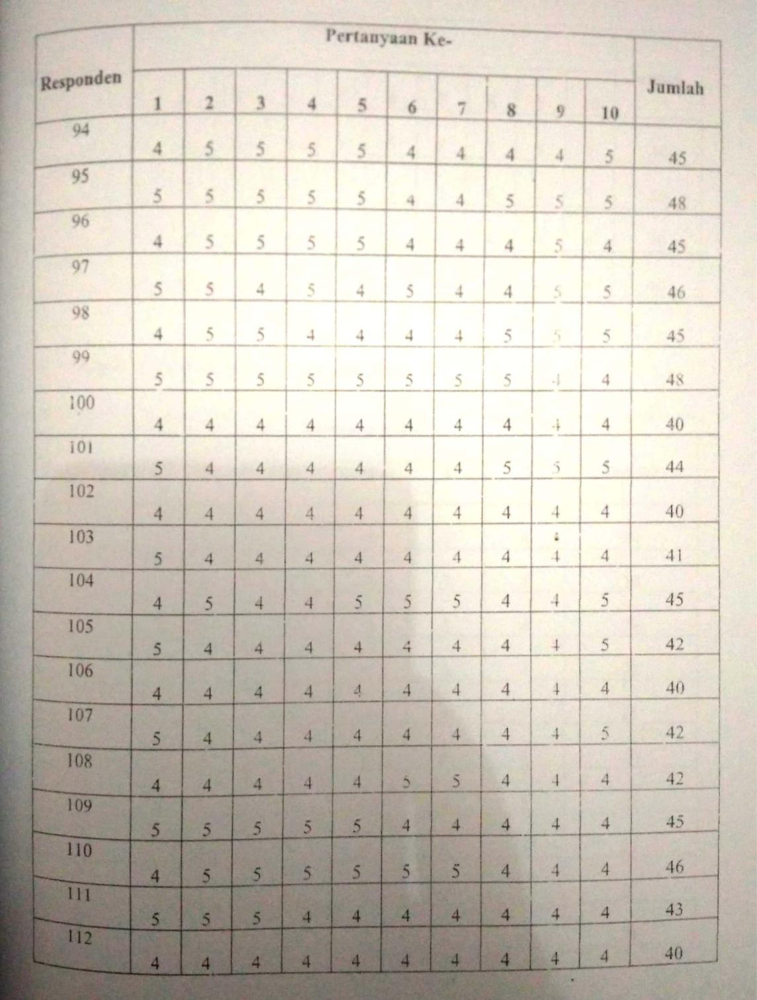 Pertanyaan Ke-
Responden Jumlah
1 2 3 4 5 6 7 8 9 10
94 4 5 5 5 5 4 4 4 4 5 45
95 5 5 5 5 5 4 4 5 5 5 48
96 4 5 5 5 5 4 4 4 5 4 45
97 5 5 4 5 4 5 4 4 5 5 46
98 4 5 5 4 4 4 4 5 5 5 45
99 5 5 5 5 5 5 5 5 4 4 48
100 4 4 4 4 4 4 4 4 4 4 40
101 5 4 4 4 4 4 4 5 5 5 44
102 4 4 4 4 4 4 4 4 4 4 40
103 5 4 4 4 4 4 4 4 4 4 41
104 4 5 4 4 5 5 5 4 4 5 45
105 5 4 4 4 4 4 4 4 4 5 42
106 4 4 4 4 4 4 4 4 4 4 40
107 5 4 4 4 4 4 4 4 4 5 42
108 4 4 4 4 4 5 5 4 4 4 42
109 5 5 5 5 5 4 4 4 4 4 45
110 4 5 5 5 5 5 5 4 4 4 46
111 5 5 5 4 4 4 4 4 4 4 43
112 4 4 4 4 4 4 4 4 4 4 40